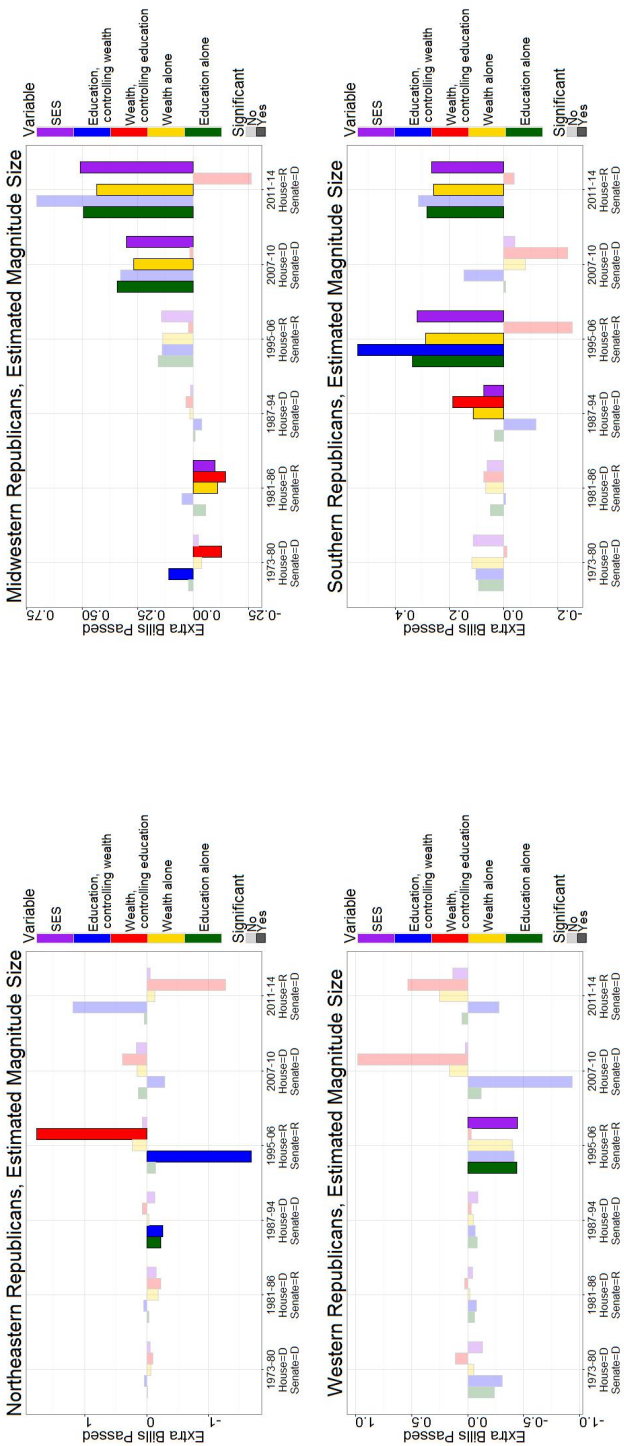 Northeastern Republicans, Estimated Magnitude Size
Extra Bills Passed
1
0
-1
1973-80
House=D
Senate=D
1981-86
House=D
Senate=R
1987-94
House=D
Senate=D
1995-06
House=R
Senate=R
2007-10
House=D
Senate=D
2011-14
House=R
Senate=D
Variable
SES
Education,
controlling wealth
Wealth,
controlling education
Wealth alone
Education alone
Significant
No
Yes
Midwestern Republicans, Estimated Magnitude Size
Extra Bills Passed
0.75
0.50
0.25
0.00
-0.25
1973-80
House=D
Senate=D
1981-86
House=D
Senate=R
1987-94
House=D
Senate=D
1995-06
House=R
Senate=R
2007-10
House=D
Senate=D
2011-14
House=R
Senate=D
Variable
SES
Education,
controlling wealth
Wealth,
controlling education
Wealth alone
Education alone
Significant
No
Yes
Western Republicans, Estimated Magnitude Size
Extra Bills Passed
1.0
0.5
0.0
-0.5
-1.0
1973-80
House=D
Senate=D
1981-86
House=D
Senate=R
1987-94
House=D
Senate=D
1995-06
House=R
Senate=R
2007-10
House=D
Senate=D
2011-14
House=R
Senate=D
Variable
SES
Education,
controlling wealth
Wealth,
controlling education
Wealth alone
Education alone
Significant
No
Yes
Southern Republicans, Estimated Magnitude Size
Extra Bills Passed
0.4
0.2
0.0
-0.2
1973-80
House=D
Senate=D
1981-86
House=D
Senate=R
1987-94
House=D
Senate=D
1995-06
House=R
Senate=R
2007-10
House=D
Senate=D
2011-14
House=R
Senate=D
Variable
SES
Education,
controlling wealth
Wealth,
controlling education
Wealth alone
Education alone
Significant
No
Yes